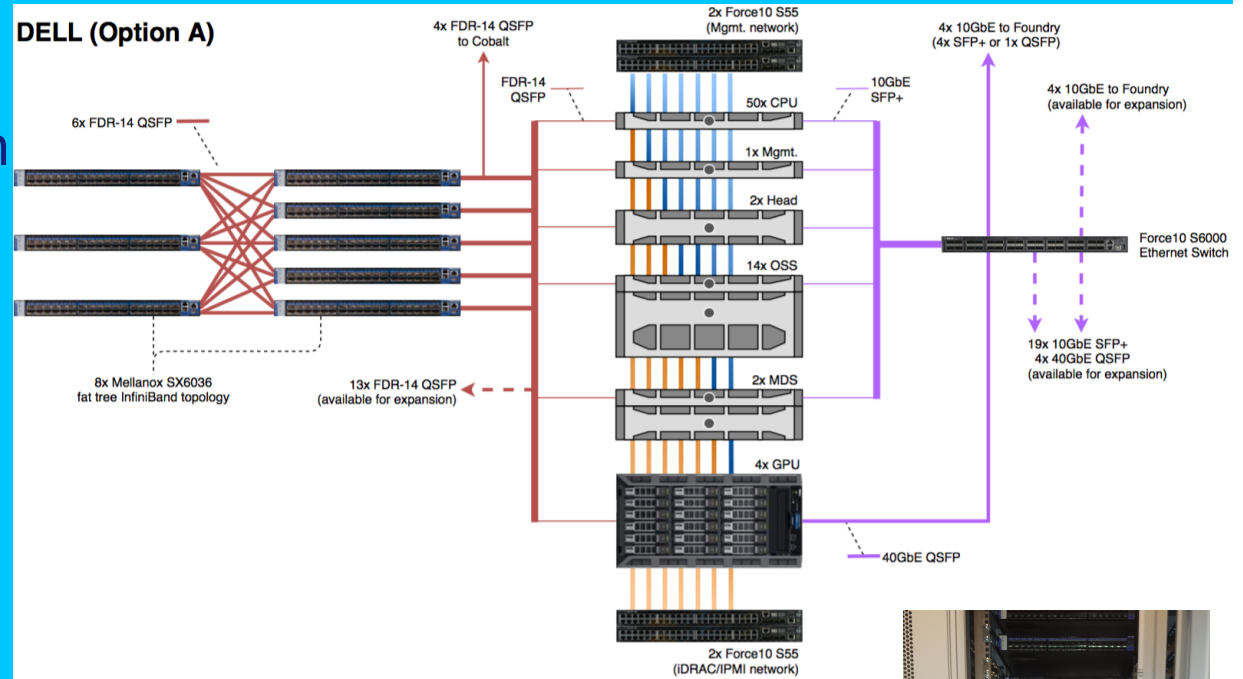 DELL (Option A)
n
4x FDR-14 QSFP
to Cobalt
2x Force10 S55
(Mgmt. network)
4x 10GbE to Foundry
(4x SFP+ or 1x QSFP)
FDR-14
QSFP
10GbE
SFP+
4x 10GbE to Foundry
(available for expansion)
50x CPU
6x FDR-14 QSFP
1x Mgmt.
2x Head
Force10 S6000
Ethernet Switch
14x OSS
19x 10GbE SFP+
4x 40GbE QSFP
(available for expansion)
8x Mellanox SX6036
fat tree InfiniBand topology
13x FDR-14 QSFP
(available for expansion)
2x MDS
4x GPU
40GbE QSFP
2x Force10 S55
(iDRAC/IPMI network)